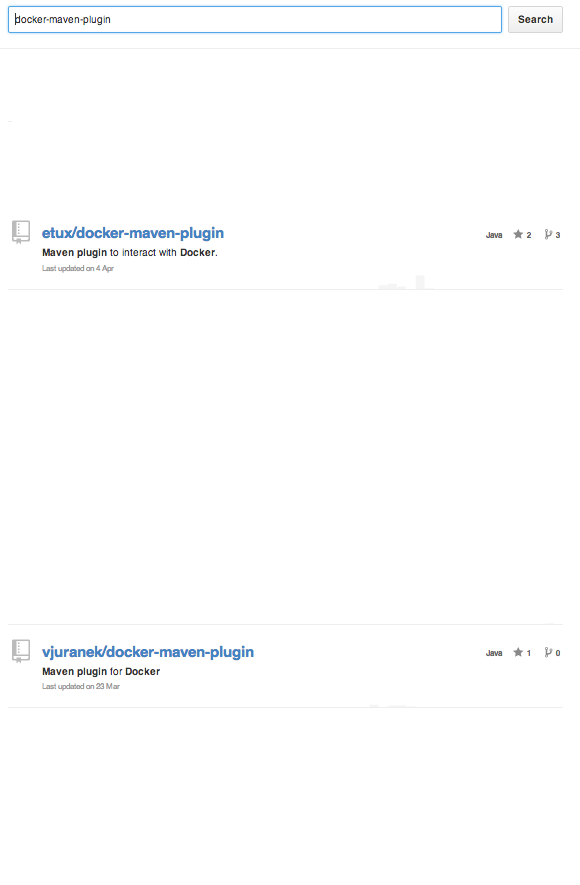 docker-maven-plugin
Search
etux/docker-maven-plugin
Java 2 3
Maven plugin to interact with Docker.
Last updated on 4 Apr
vjuranek/docker-maven-plugin
Java 1 0
Maven plugin for Docker
Last updated on 23 Mar